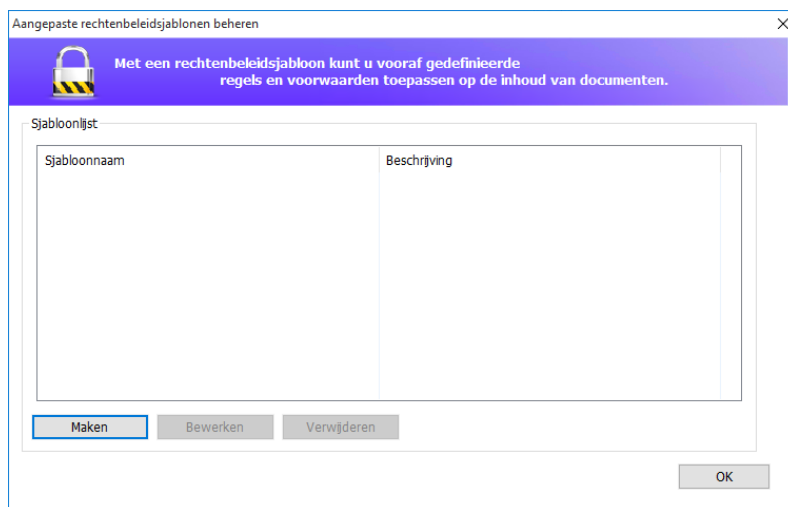 Aangepaste rechtenbeleidsjablonen beheren
Met een rechtenbeleidsjabloon kunt u vooraf gedefinieerde
regels en voorwaarden toepassen op de inhoud van documenten.
Sjabloonlijst
Sjabloonnaam Beschrijving
Maken Bewerken Verwijderen
OK